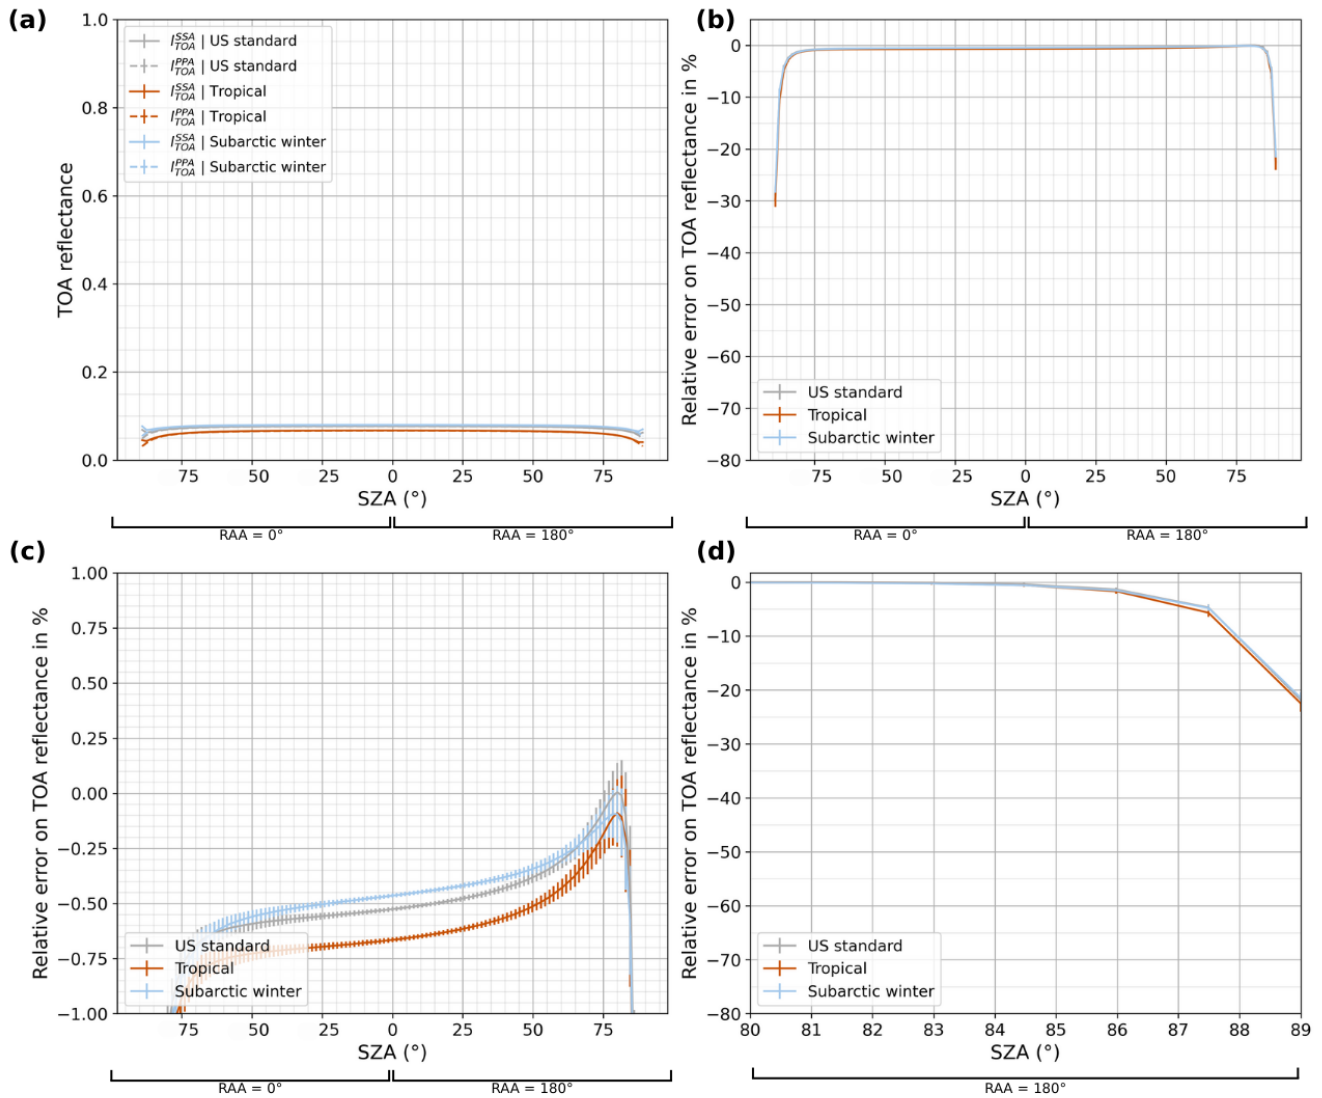 (a)
1.0
0.8
0.6
0.4
0.2
0.0
TOA reflectance
I^{SSA}_{TOA} | US standard
I^{PPA}_{TOA} | US standard
I^{SSA}_{TOA} | Tropical
I^{PPA}_{TOA} | Tropical
I^{SSA}_{TOA} | Subarctic winter
I^{PPA}_{TOA} | Subarctic winter
75 50 25 0 25 50 75
SZA (°)
RAA = 0° RAA = 180°
(b)
0
−10
−20
−30
−40
−50
−60
−70
−80
Relative error on TOA reflectance in %
US standard
Tropical
Subarctic winter
75 50 25 0 25 50 75
SZA (°)
RAA = 0° RAA = 180°
(c)
1.00
0.75
0.50
0.25
0.00
−0.25
−0.50
−0.75
−1.00
Relative error on TOA reflectance in %
US standard
Tropical
Subarctic winter
75 50 25 0 25 50 75
SZA (°)
RAA = 0° RAA = 180°
(d)
0
−10
−20
−30
−40
−50
−60
−70
−80
Relative error on TOA reflectance in %
US standard
Tropical
Subarctic winter
80 81 82 83 84 85 86 87 88 89
SZA (°)
RAA = 180°